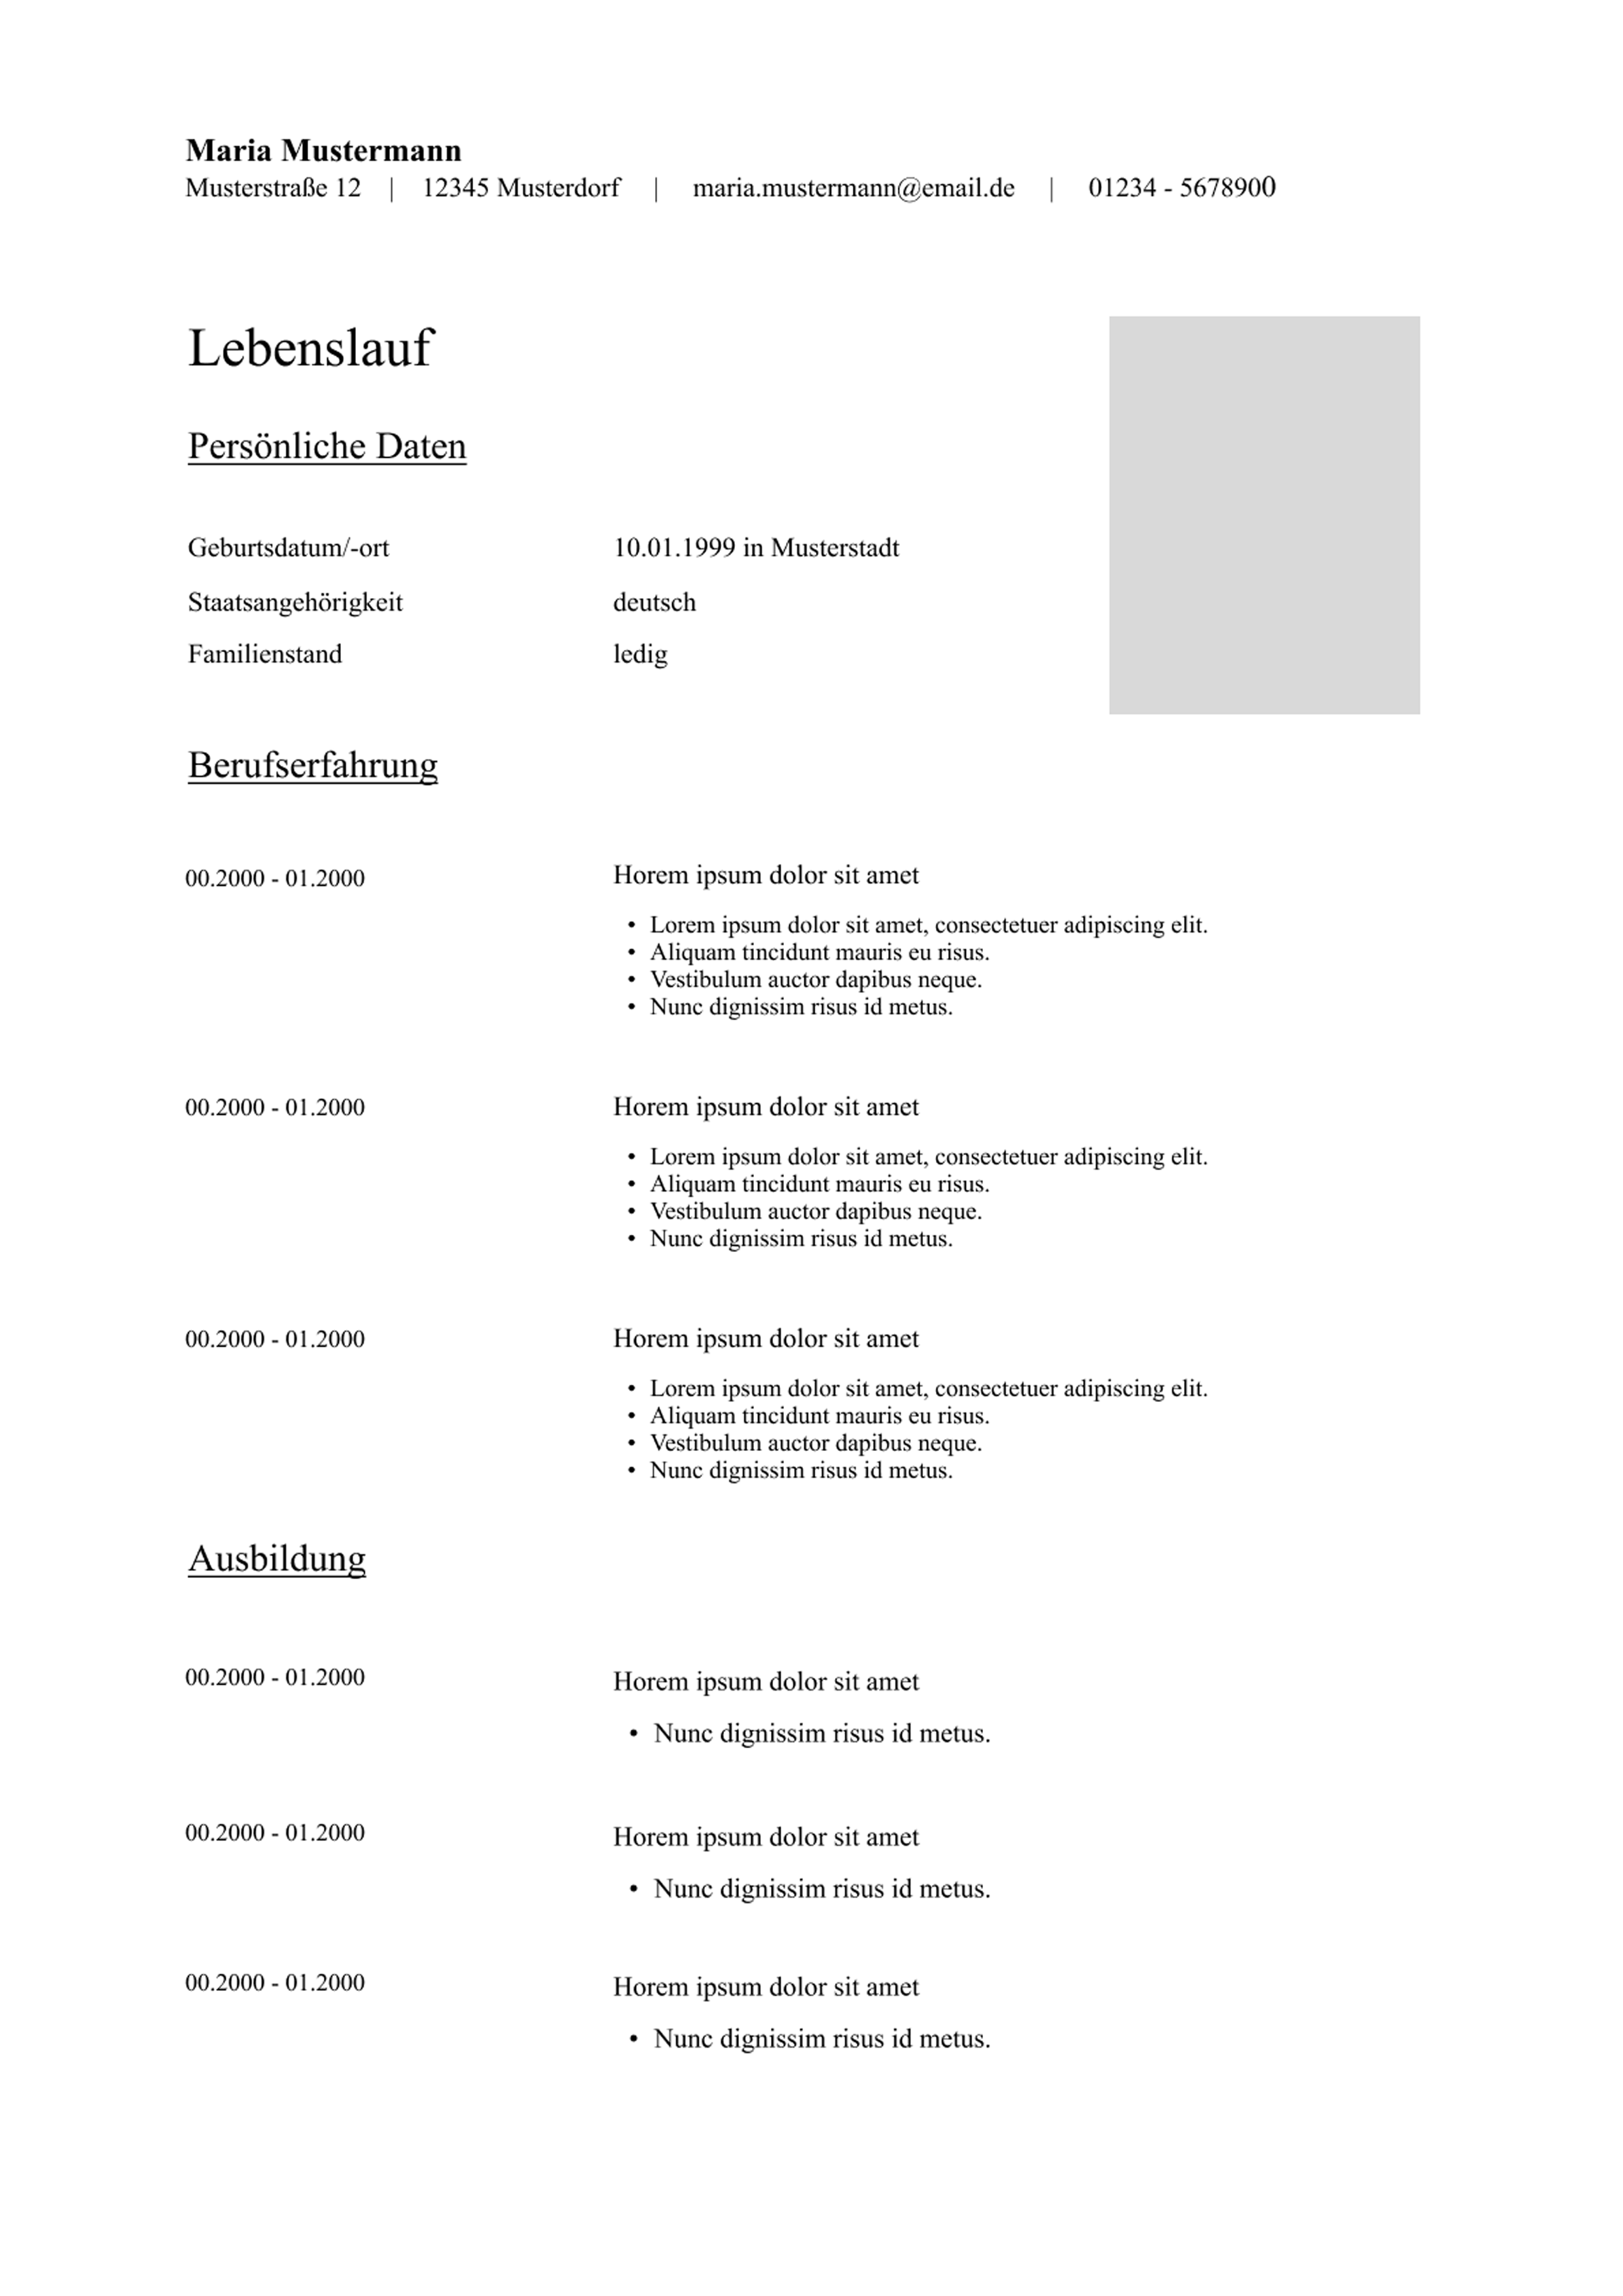 Maria Mustermann
Musterstraße 12 | 12345 Musterdorf | maria.mustermann@email.de | 01234 - 5678900
Lebenslauf
Persönliche Daten
Geburtsdatum/-ort 10.01.1999 in Musterstadt
Staatsangehörigkeit deutsch
Familienstand ledig
Berufserfahrung
00.2000 - 01.2000 Horem ipsum dolor sit amet
• Lorem ipsum dolor sit amet, consectetuer adipiscing elit.
• Aliquam tincidunt mauris eu risus.
• Vestibulum auctor dapibus neque.
• Nunc dignissim risus id metus.
00.2000 - 01.2000 Horem ipsum dolor sit amet
• Lorem ipsum dolor sit amet, consectetuer adipiscing elit.
• Aliquam tincidunt mauris eu risus.
• Vestibulum auctor dapibus neque.
• Nunc dignissim risus id metus.
00.2000 - 01.2000 Horem ipsum dolor sit amet
• Lorem ipsum dolor sit amet, consectetuer adipiscing elit.
• Aliquam tincidunt mauris eu risus.
• Vestibulum auctor dapibus neque.
• Nunc dignissim risus id metus.
Ausbildung
00.2000 - 01.2000 Horem ipsum dolor sit amet
• Nunc dignissim risus id metus.
00.2000 - 01.2000 Horem ipsum dolor sit amet
• Nunc dignissim risus id metus.
00.2000 - 01.2000 Horem ipsum dolor sit amet
• Nunc dignissim risus id metus.